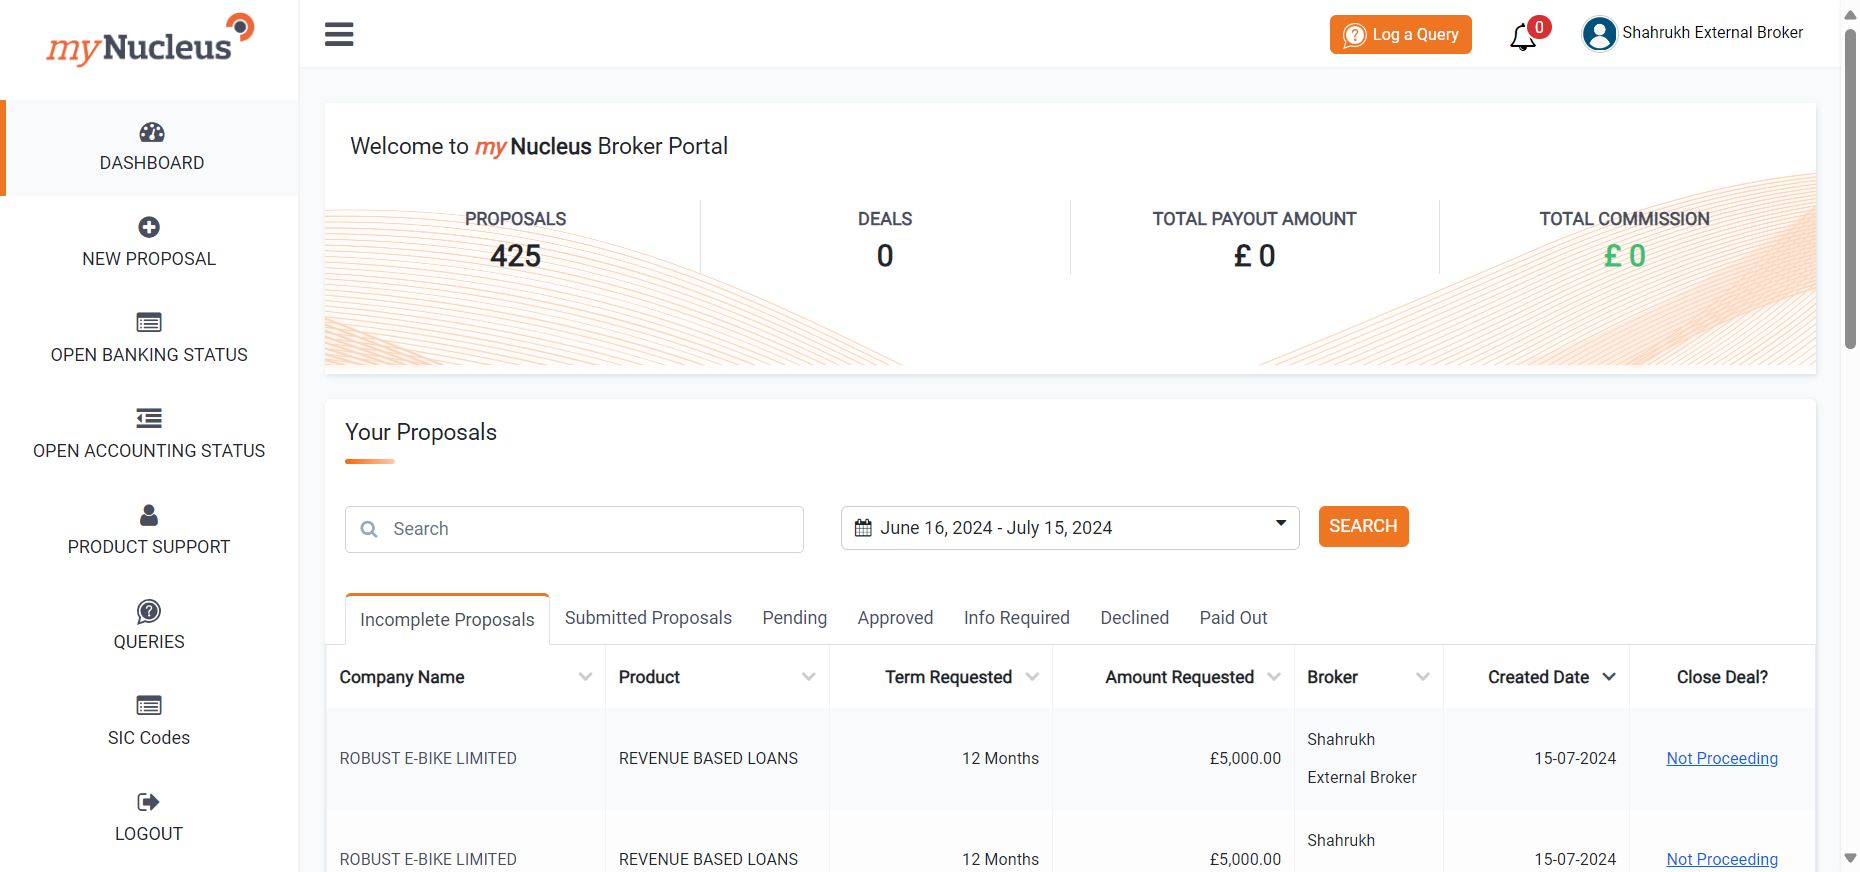 myNucleus
Log a Query
0
Shahrukh External Broker
DASHBOARD
NEW PROPOSAL
OPEN BANKING STATUS
OPEN ACCOUNTING STATUS
PRODUCT SUPPORT
QUERIES
SIC Codes
LOGOUT
Welcome to my Nucleus Broker Portal
PROPOSALS
425
DEALS
0
TOTAL PAYOUT AMOUNT
£ 0
TOTAL COMMISSION
£ 0
Your Proposals
Search
June 16, 2024 - July 15, 2024
SEARCH
Incomplete Proposals Submitted Proposals Pending Approved Info Required Declined Paid Out
Company Name Product Term Requested Amount Requested Broker Created Date Close Deal?
ROBUST E-BIKE LIMITED REVENUE BASED LOANS 12 Months £5,000.00 Shahrukh External Broker 15-07-2024 Not Proceeding
ROBUST E-BIKE LIMITED REVENUE BASED LOANS 12 Months £5,000.00 Shahrukh 15-07-2024 Not Proceeding